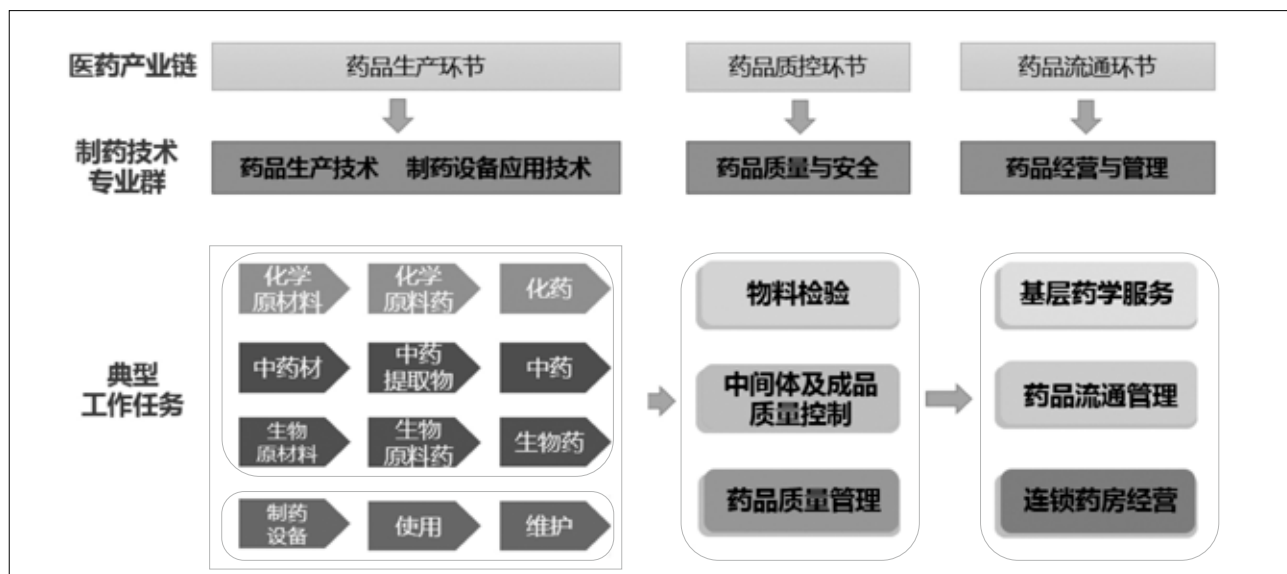 医药产业链
药品生产环节
药品质控环节
药品流通环节
制药技术
专业群
药品生产技术 制药设备应用技术
药品质量与安全
药品经营与管理
典型
工作任务
化学
原材料
化学
原料药
化药
中药材
中药
提取物
中药
生物
原材料
生物
原料药
生物药
制药
设备
使用
维护
物料检验
中间体及成品
质量控制
药品质量管理
基层药学服务
药品流通管理
连锁药房经营